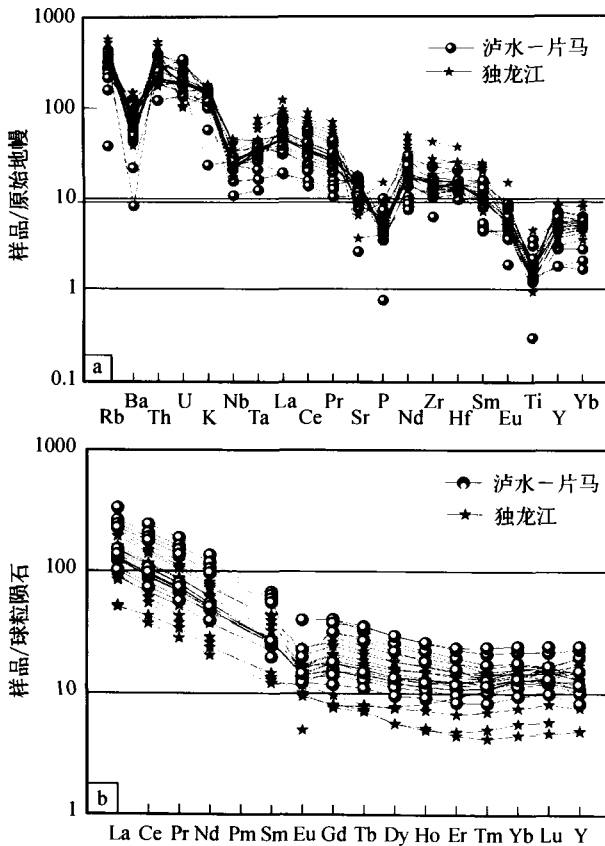 1000
100
10
1
0.1
样品/原始地幔
泸水一片马
独龙江
a
Rb Ba Th U K Nb Ta La Ce Pr Sr P Nd Zr Hf Sm Eu Ti Y Yb
1000
100
10
1
样品/球粒陨石
泸水一片马
独龙江
b
La Ce Pr Nd Pm Sm Eu Gd Tb Dy Ho Er Tm Yb Lu Y